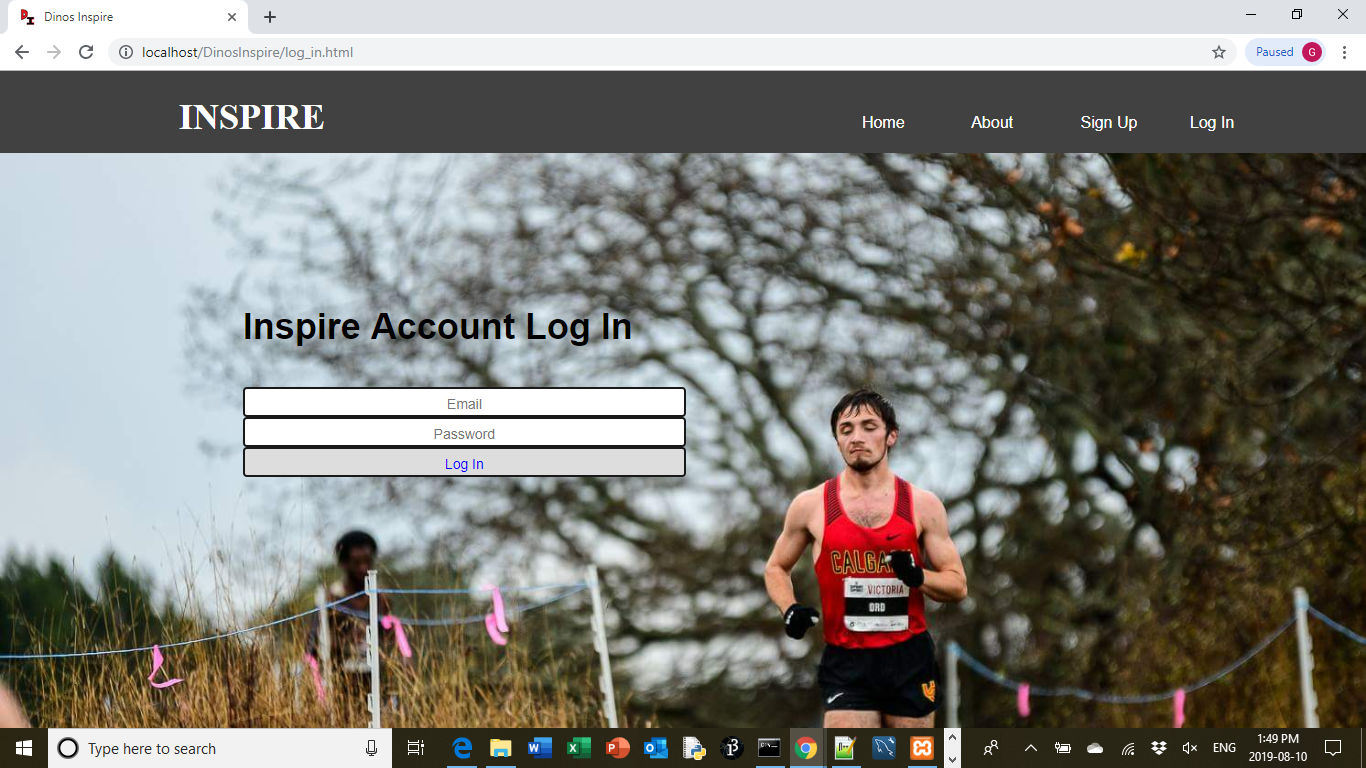 Dinos Inspire
localhost/DinosInspire/log_in.html
Paused G
INSPIRE
Home About Sign Up Log In
Inspire Account Log In
Email
Password
Log In
CALGA
VICTORIA
ORD
Type here to search
ENG
1:49 PM
2019-08-10